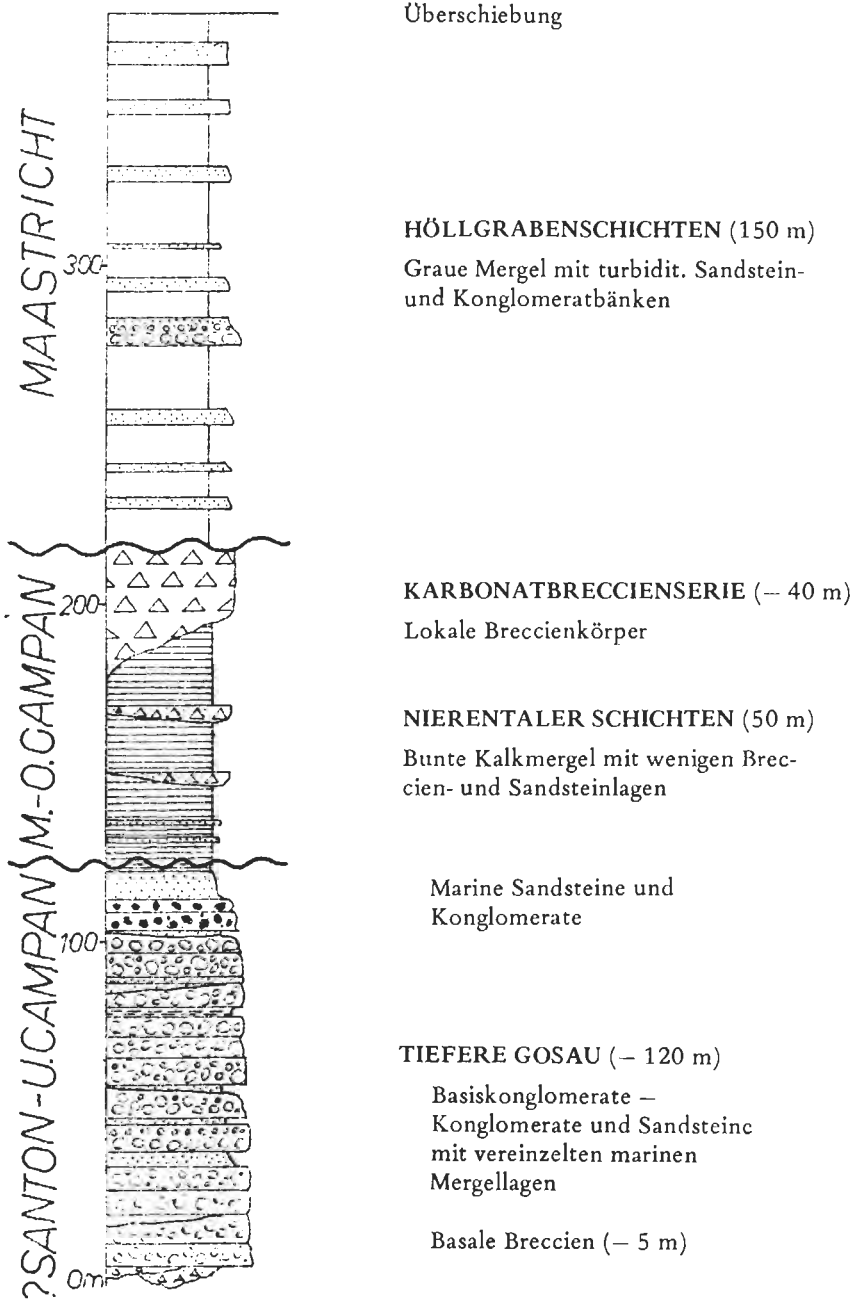 Überschiebung
MAASTRICHT
300
HÖLLGRABENSCHICHTEN (150 m)
Graue Mergel mit turbidit. Sandstein-
und Konglomeratbänken
M.-O.CAMPAN
200
KARBONATBRECCIENSERIE (– 40 m)
Lokale Breccienkörper
NIERENTALER SCHICHTEN (50 m)
Bunte Kalkmergel mit wenigen Brec-
cien- und Sandsteinlagen
?SANTON-U.CAMPAN
Marine Sandsteine und
Konglomerate
100
TIEFERE GOSAU (– 120 m)
Basiskonglomerate –
Konglomerate und Sandsteine
mit vereinzelten marinen
Mergellagen
Basale Breccien (– 5 m)
0m